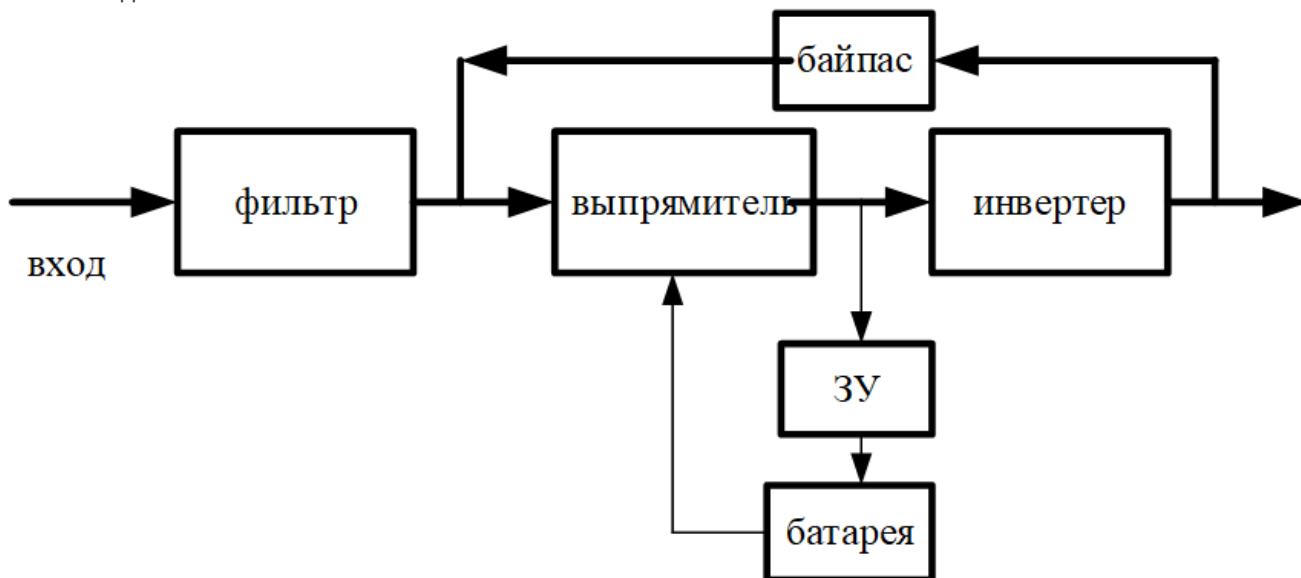 байпас
фильтр
выпрямитель
инвертер
вход
ЗУ
батарея